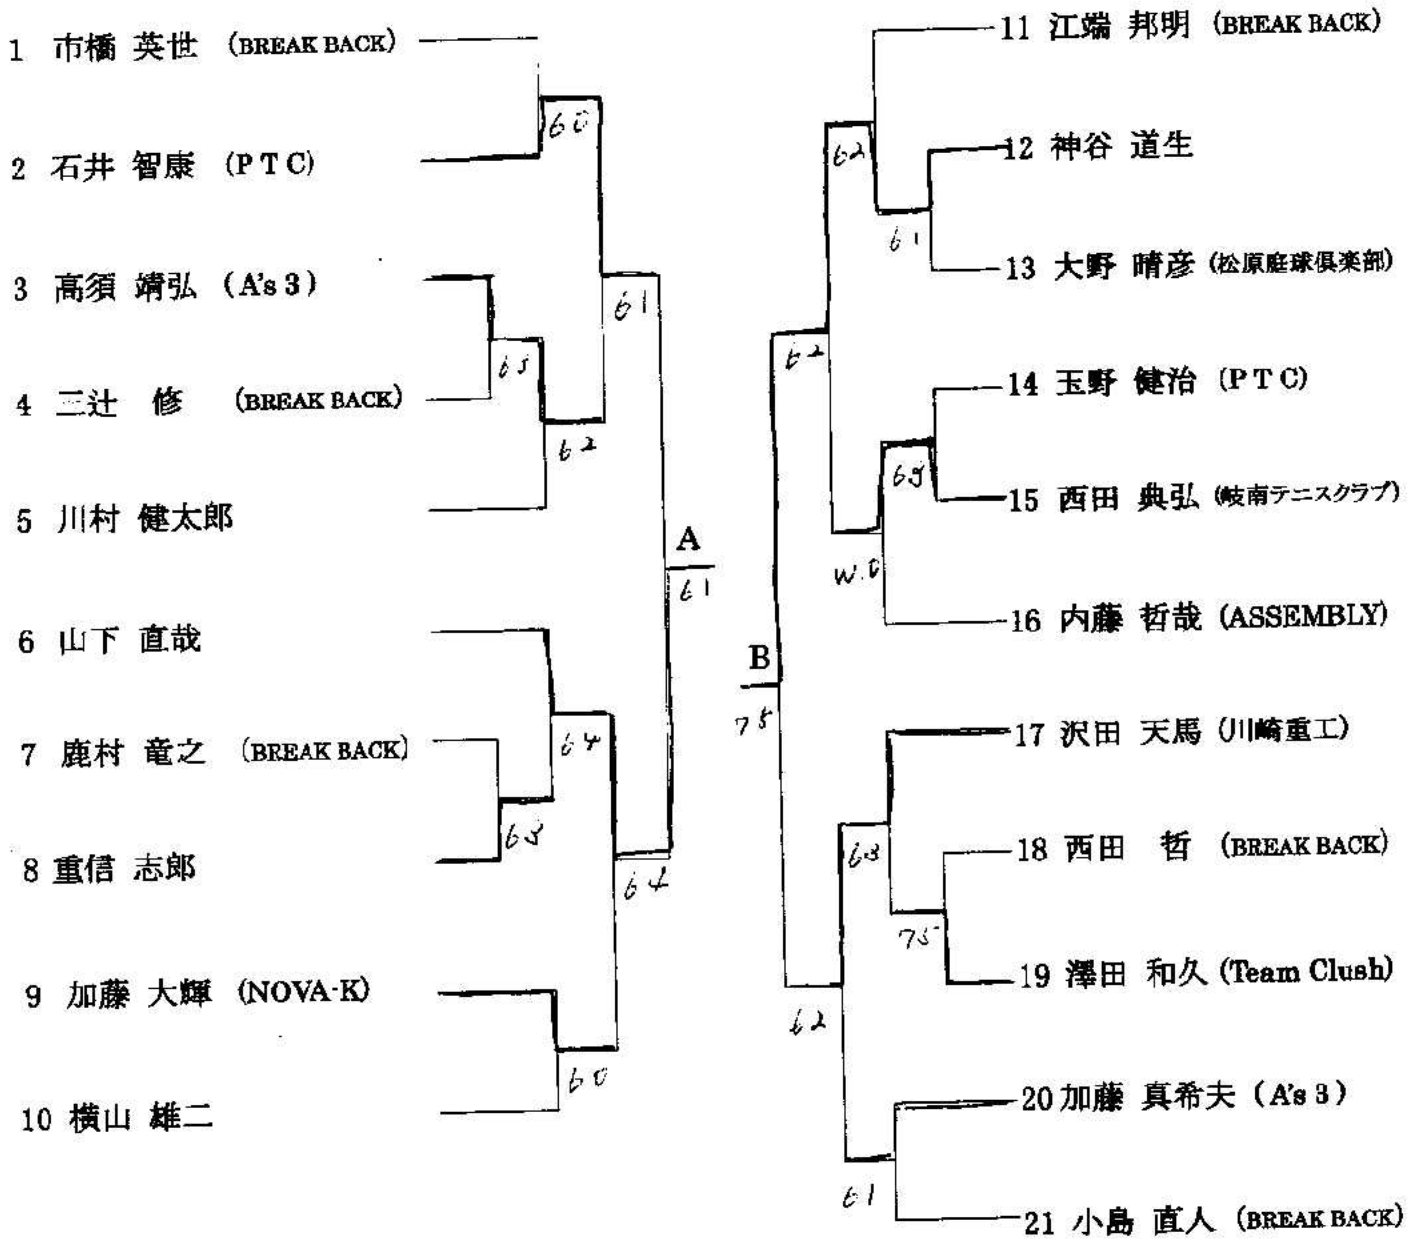 1 市橋 英世 (BREAK BACK)
2 石井 智康 (P T C)
3 高須 靖弘 (A's 3)
4 三辻 修 (BREAK BACK)
5 川村 健太郎
6 山下 直哉
7 鹿村 竜之 (BREAK BACK)
8 重信 志郎
9 加藤 大輝 (NOVA-K)
10 横山 雄二
60
61
62
A
61
64
63
64
60
11 江端 邦明 (BREAK BACK)
12 神谷 道生
13 大野 晴彦 (松原庭球倶楽部)
14 玉野 健治 (P T C)
15 西田 典弘 (岐南テニスクラブ)
16 内藤 哲哉 (ASSEMBLY)
17 沢田 天馬 (川崎重工)
18 西田 哲 (BREAK BACK)
19 澤田 和久 (Team Clush)
20 加藤 真希夫 (A's 3)
21 小島 直人 (BREAK BACK)
62
61
62
W.O
B
75
63
75
62
61